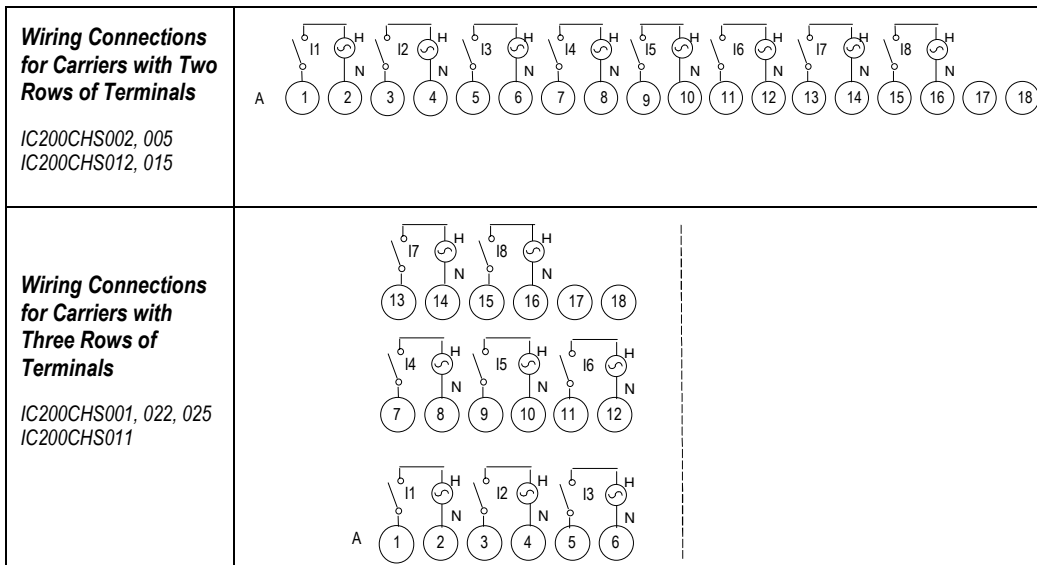 Wiring Connections
for Carriers with Two
Rows of Terminals
IC200CHS002, 005
IC200CHS012, 015
I1 H I2 H I3 H I4 H I5 H I6 H I7 H I8 H
N N N N N N N N
A 1 2 3 4 5 6 7 8 9 10 11 12 13 14 15 16 17 18
Wiring Connections
for Carriers with
Three Rows of
Terminals
IC200CHS001, 022, 025
IC200CHS011
I7 H I8 H
N N
13 14 15 16 17 18
I4 H I5 H I6 H
N N N
7 8 9 10 11 12
I1 H I2 H I3 H
N N N
A 1 2 3 4 5 6